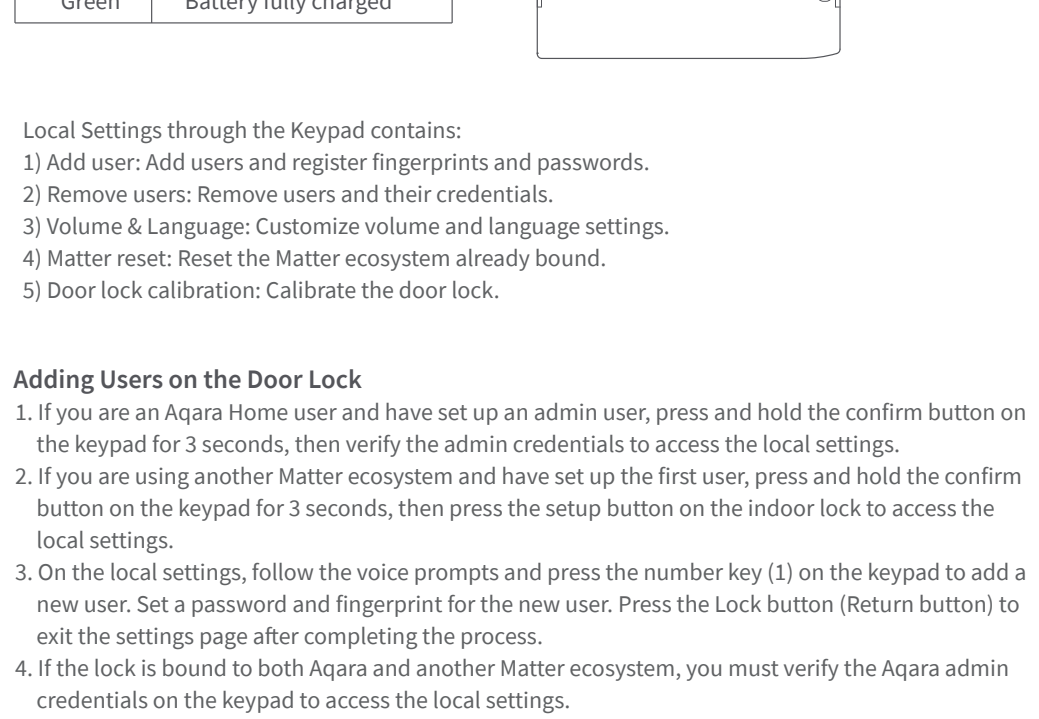 Green Battery fully charged
Local Settings through the Keypad contains:
1) Add user: Add users and register fingerprints and passwords.
2) Remove users: Remove users and their credentials.
3) Volume & Language: Customize volume and language settings.
4) Matter reset: Reset the Matter ecosystem already bound.
5) Door lock calibration: Calibrate the door lock.
Adding Users on the Door Lock
1. If you are an Aqara Home user and have set up an admin user, press and hold the confirm button on
the keypad for 3 seconds, then verify the admin credentials to access the local settings.
2. If you are using another Matter ecosystem and have set up the first user, press and hold the confirm
button on the keypad for 3 seconds, then press the setup button on the indoor lock to access the
local settings.
3. On the local settings, follow the voice prompts and press the number key (1) on the keypad to add a
new user. Set a password and fingerprint for the new user. Press the Lock button (Return button) to
exit the settings page after completing the process.
4. If the lock is bound to both Aqara and another Matter ecosystem, you must verify the Aqara admin
credentials on the keypad to access the local settings.